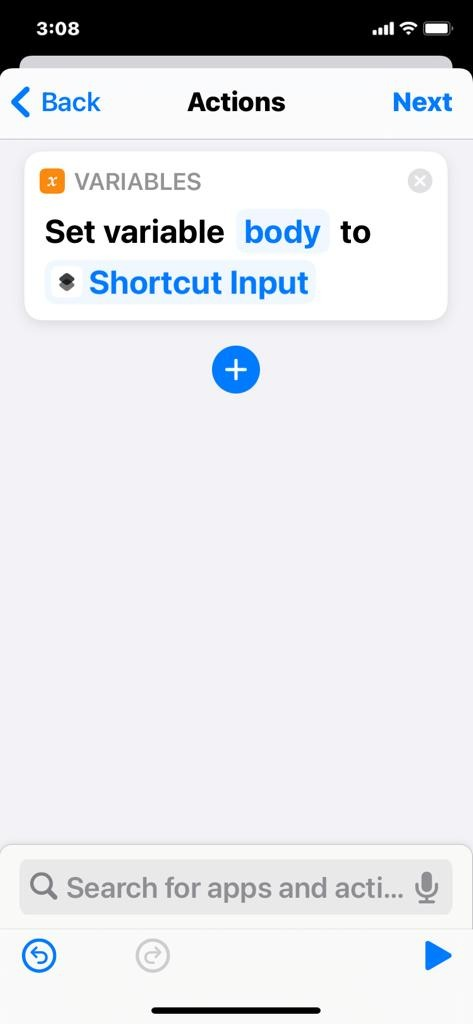 3:08
Back
Actions
Next
x VARIABLES
Set variable body to
Shortcut Input
Search for apps and acti...